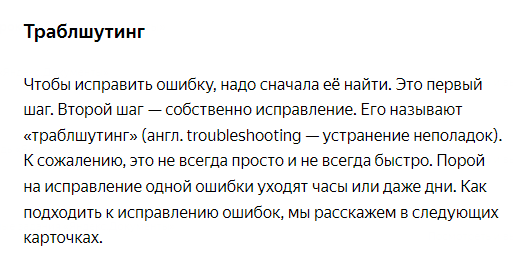 Траблшутинг
Чтобы исправить ошибку, надо сначала её найти. Это первый
шаг. Второй шаг — собственно исправление. Его называют
«траблшутинг» (англ. troubleshooting — устранение неполадок).
К сожалению, это не всегда просто и не всегда быстро. Порой
на исправление одной ошибки уходят часы или даже дни. Как
подходить к исправлению ошибок, мы расскажем в следующих
карточках.